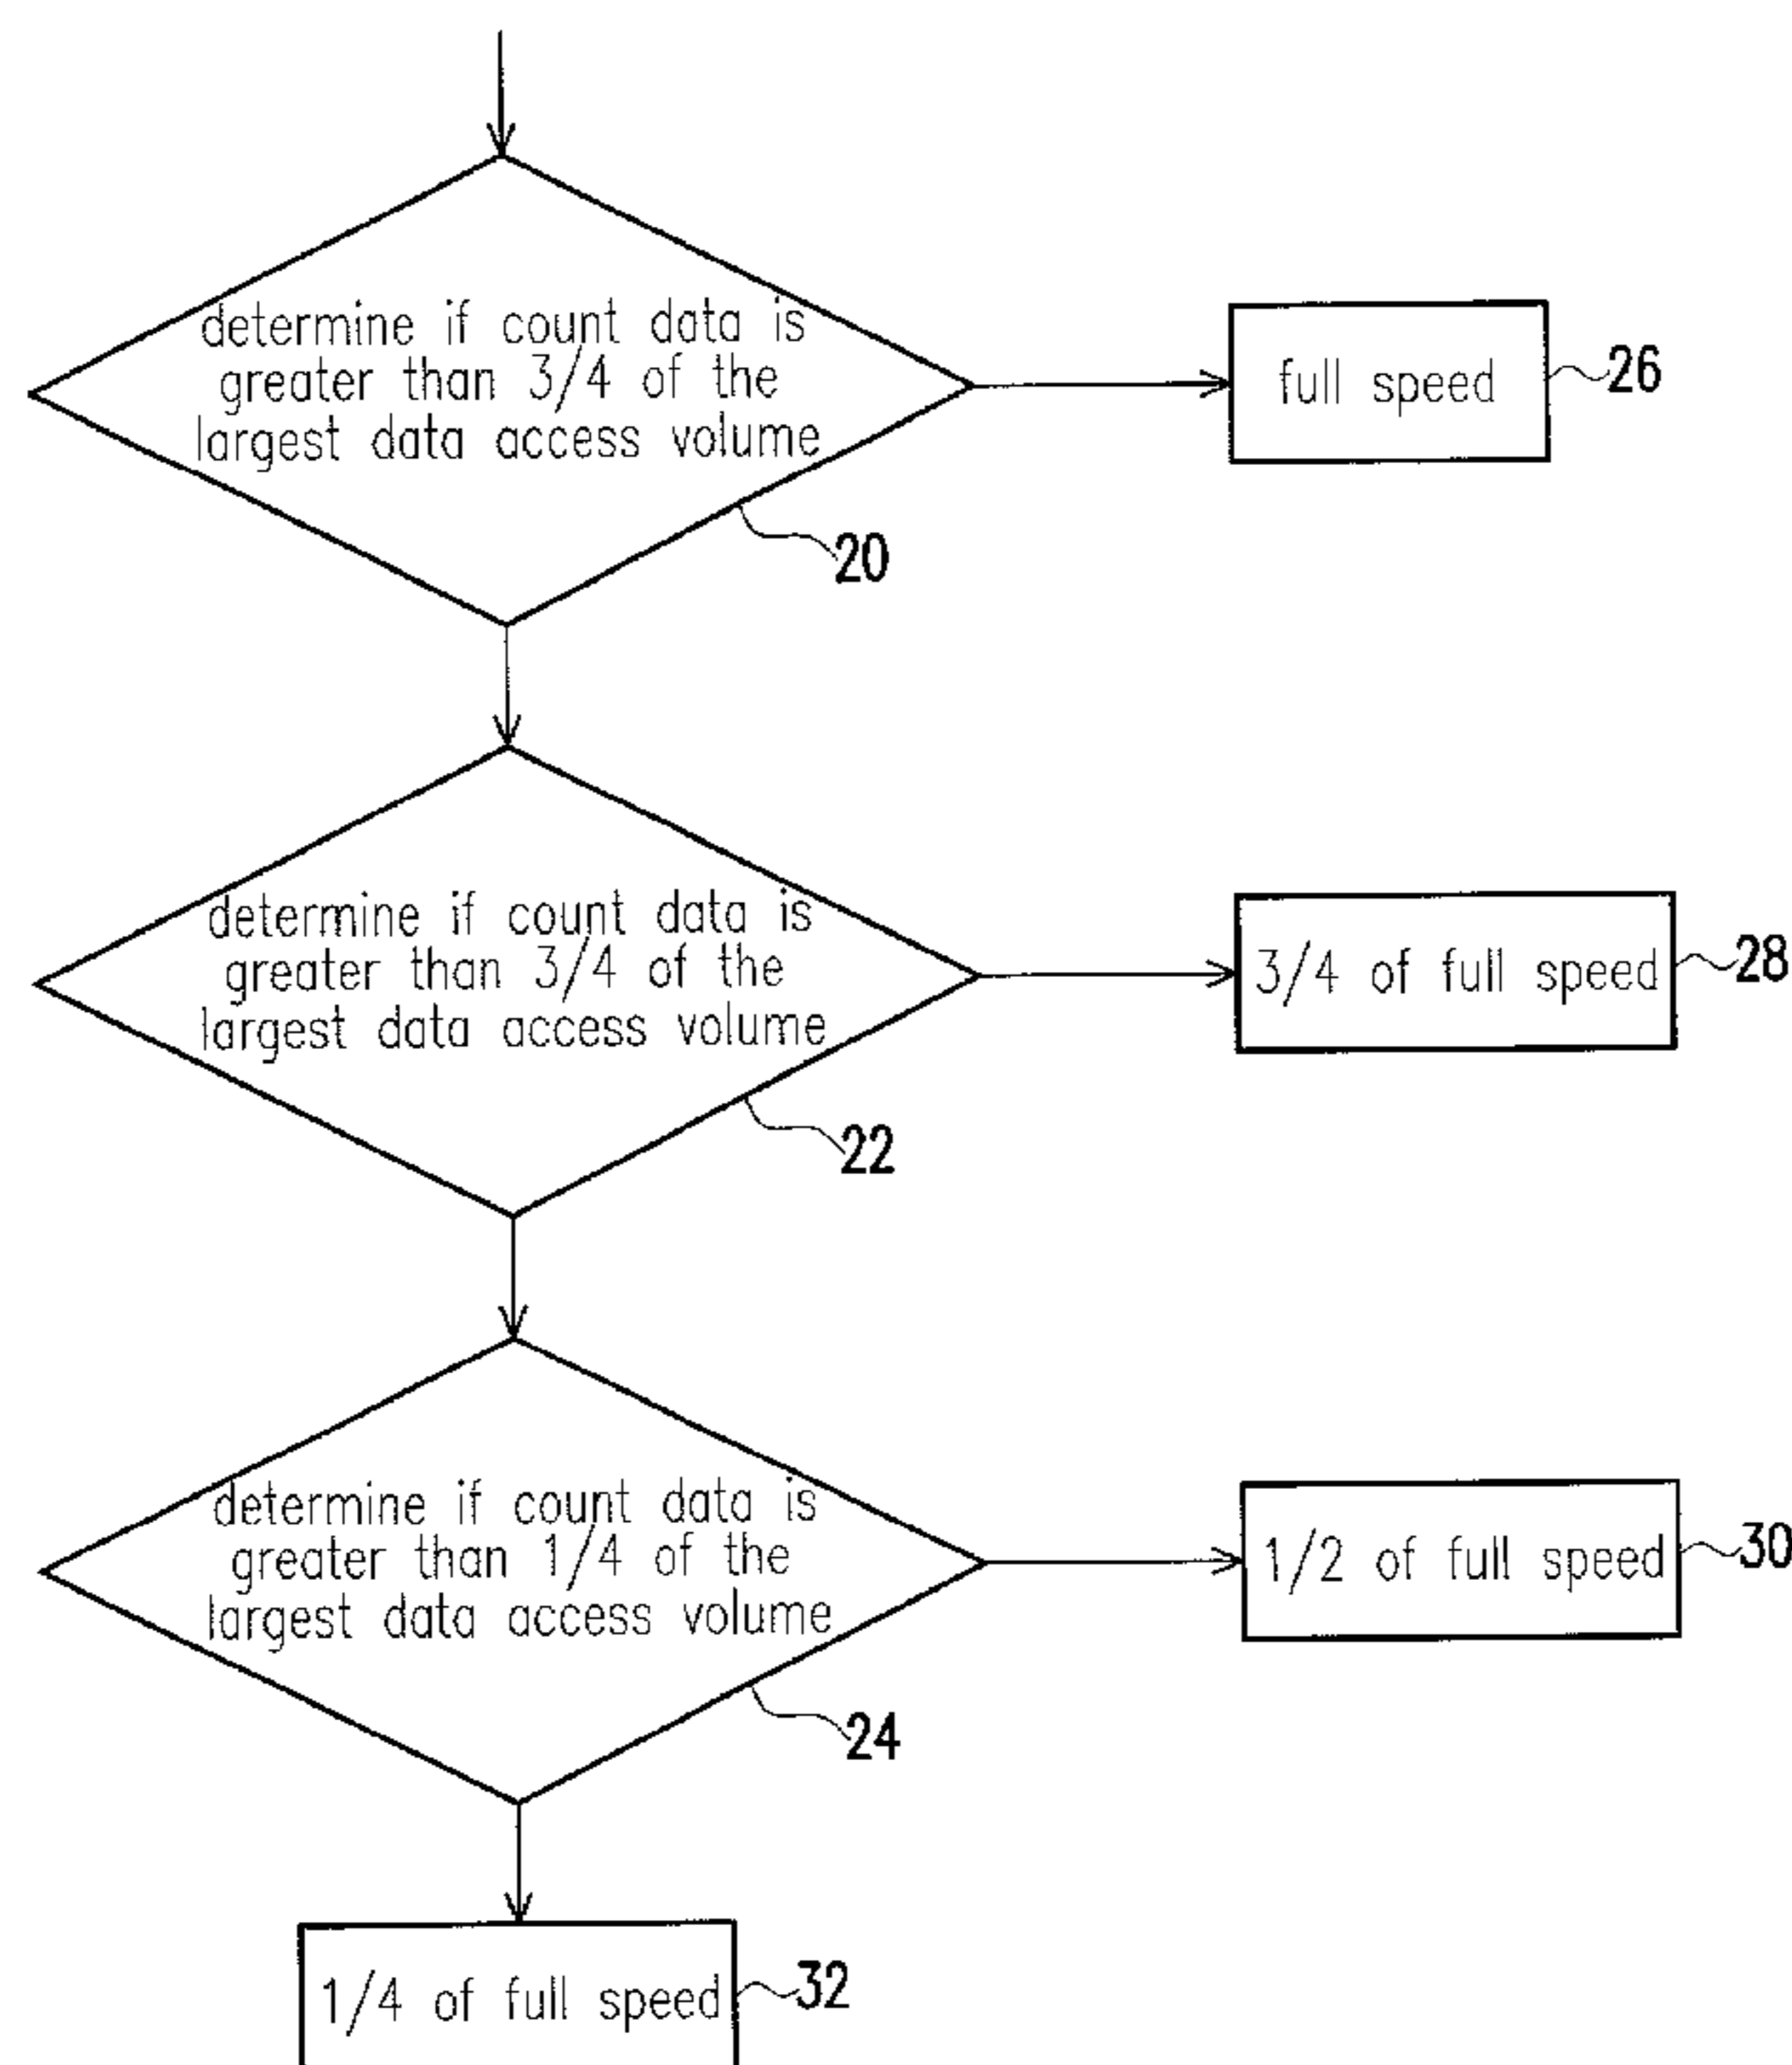 determine if count data is
greater than 3/4 of the
largest data access volume
full speed
26
20
determine if count data is
greater than 3/4 of the
largest data access volume
3/4 of full speed
28
22
determine if count data is
greater than 1/4 of the
largest data access volume
1/2 of full speed
30
24
1/4 of full speed
32